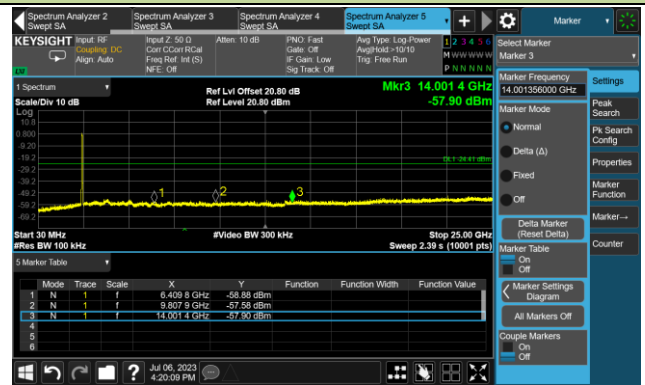 Spectrum Analyzer 2
Swept SA
Spectrum Analyzer 3
Swept SA
Spectrum Analyzer 4
Swept SA
Spectrum Analyzer 5
Swept SA
Marker
KEYSIGHT
Input: RF
Coupling: DC
Align: Auto
Input Z: 50 Ω
Corr CCorr RCal
Freq Ref: Int (S)
NFE: Off
Atten: 10 dB
PNO: Fast
Gate: Off
IF Gain: Low
Sig Track: Off
Avg Type: Log-Power
Avg|Hold:>10/10
Trig: Free Run
1 2 3 4 5 6
M W W W W W
P N N N N N
LW
Select Marker
Marker 3
1 Spectrum
Scale/Div 10 dB
Ref Lvl Offset 20.80 dB
Ref Level 20.80 dBm
Mkr3 14.001 4 GHz
-57.90 dBm
Log
10.8
0.800
-9.20
-19.2
-29.2
-39.2
-49.2
-59.2
-69.2
DL1 -24.41 dBm
1
2
3
Start 30 MHz
#Res BW 100 kHz
#Video BW 300 kHz
Stop 25.00 GHz
Sweep 2.39 s (10001 pts)
5 Marker Table
Mode Trace Scale X Y Function Function Width Function Value
1 N 1 f 6.409 8 GHz -58.88 dBm
2 N 1 f 9.807 9 GHz -57.58 dBm
3 N 1 f 14.001 4 GHz -57.90 dBm
4
5
6
Marker Frequency
14.001356000 GHz
Marker Mode
Normal
Delta (Δ)
Fixed
Off
Delta Marker
(Reset Delta)
Marker Table
On
Off
Marker Settings
Diagram
All Markers Off
Couple Markers
On
Off
Settings
Peak
Search
Pk Search
Config
Properties
Marker
Function
Marker→
Counter
Jul 06, 2023
4:20:09 PM